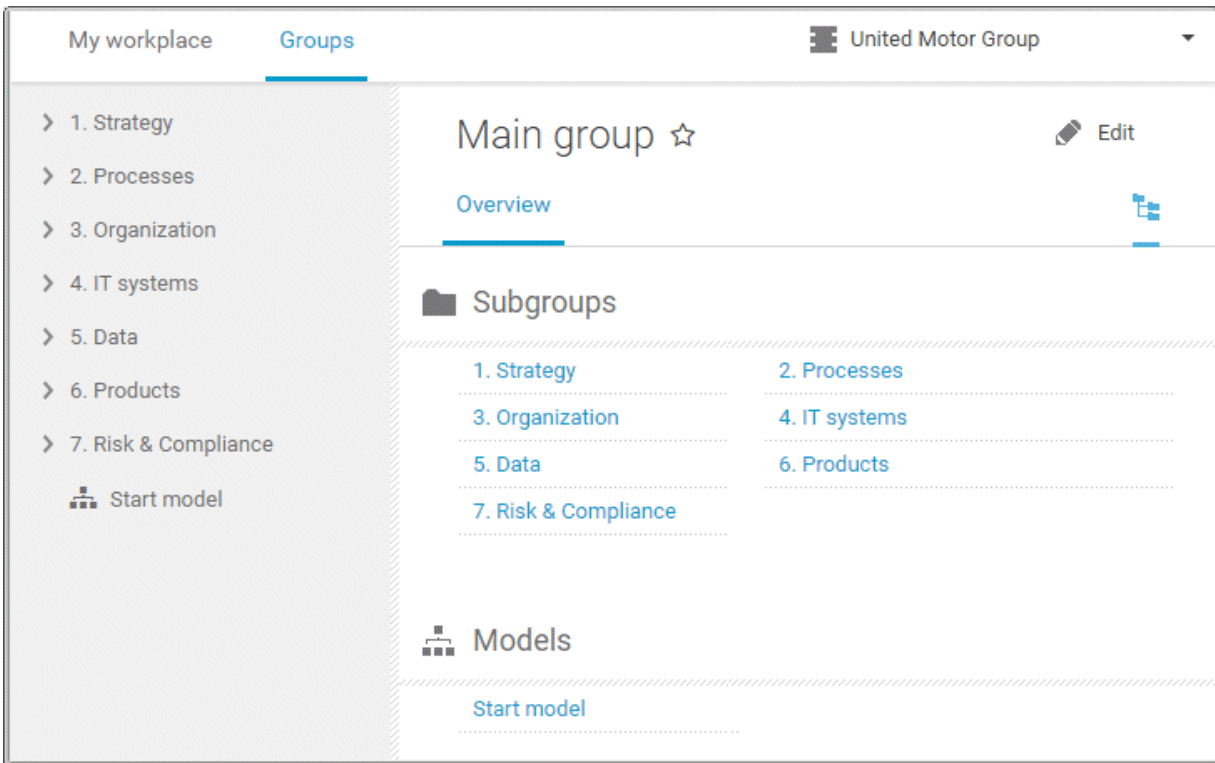 My workplace
Groups
United Motor Group
1. Strategy
2. Processes
3. Organization
4. IT systems
5. Data
6. Products
7. Risk & Compliance
Start model
Main group
Edit
Overview
Subgroups
1. Strategy
2. Processes
3. Organization
4. IT systems
5. Data
6. Products
7. Risk & Compliance
Models
Start model